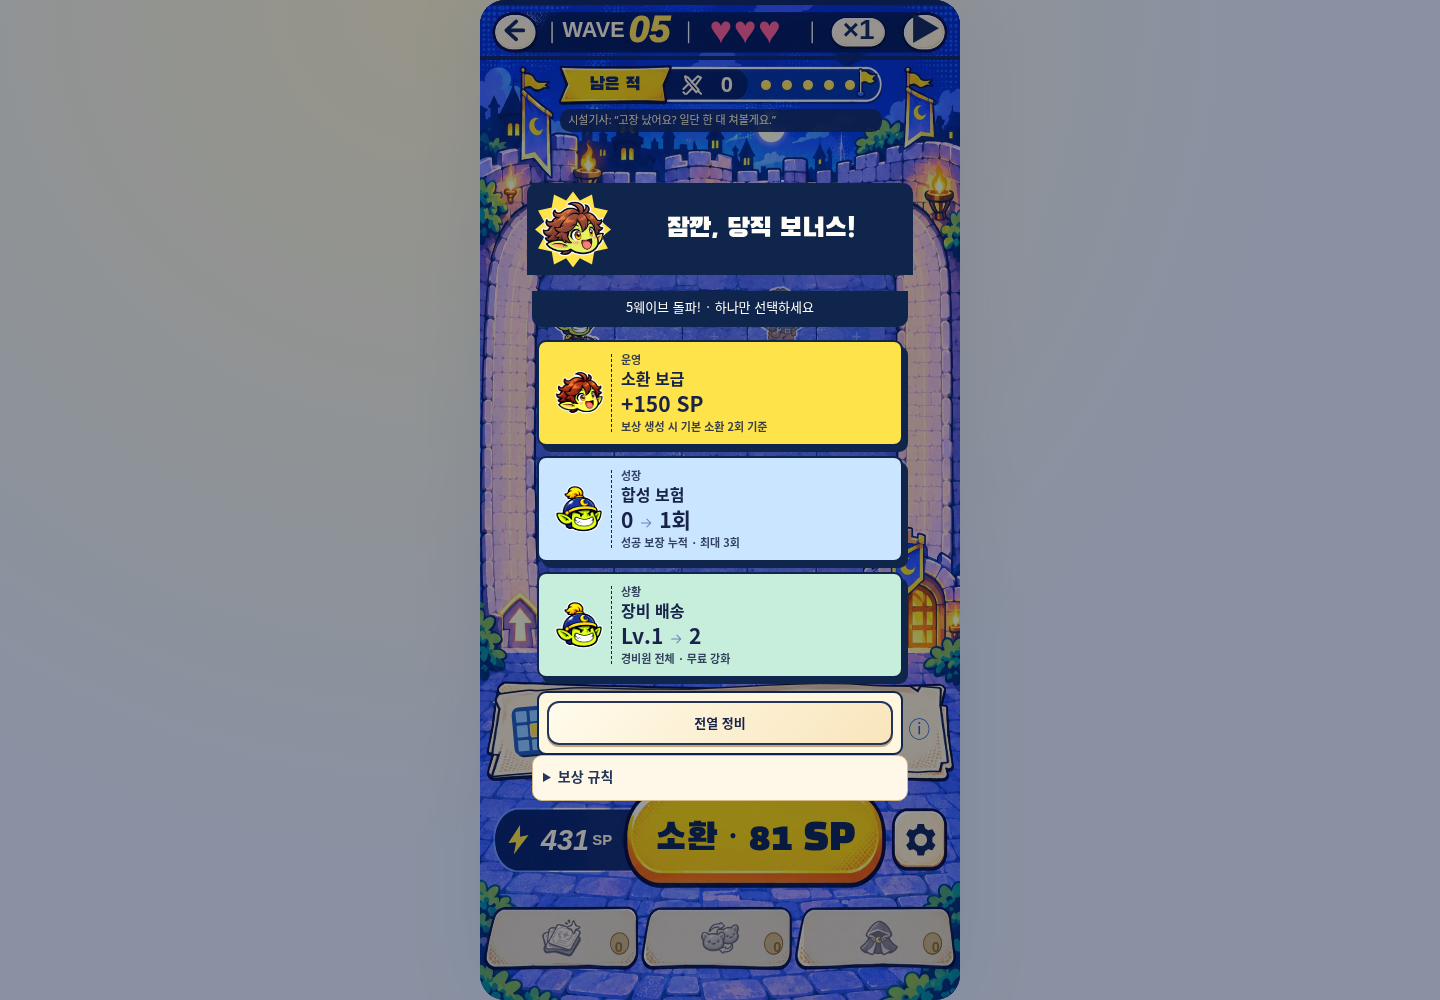 WAVE 05
×1
남은 적
0
시설기사: “고장 났어요? 일단 한 대 쳐볼게요.”
잠깐, 당직 보너스!
5웨이브 돌파! · 하나만 선택하세요
운영
소환 보급
+150 SP
보상 생성 시 기본 소환 2회 기준
성장
합성 보험
0 → 1회
성공 보장 누적 · 최대 3회
상황
장비 배송
Lv.1 → 2
경비원 전체 · 무료 강화
전열 정비
보상 규칙
431 SP
소환 · 81 SP
0
0
0